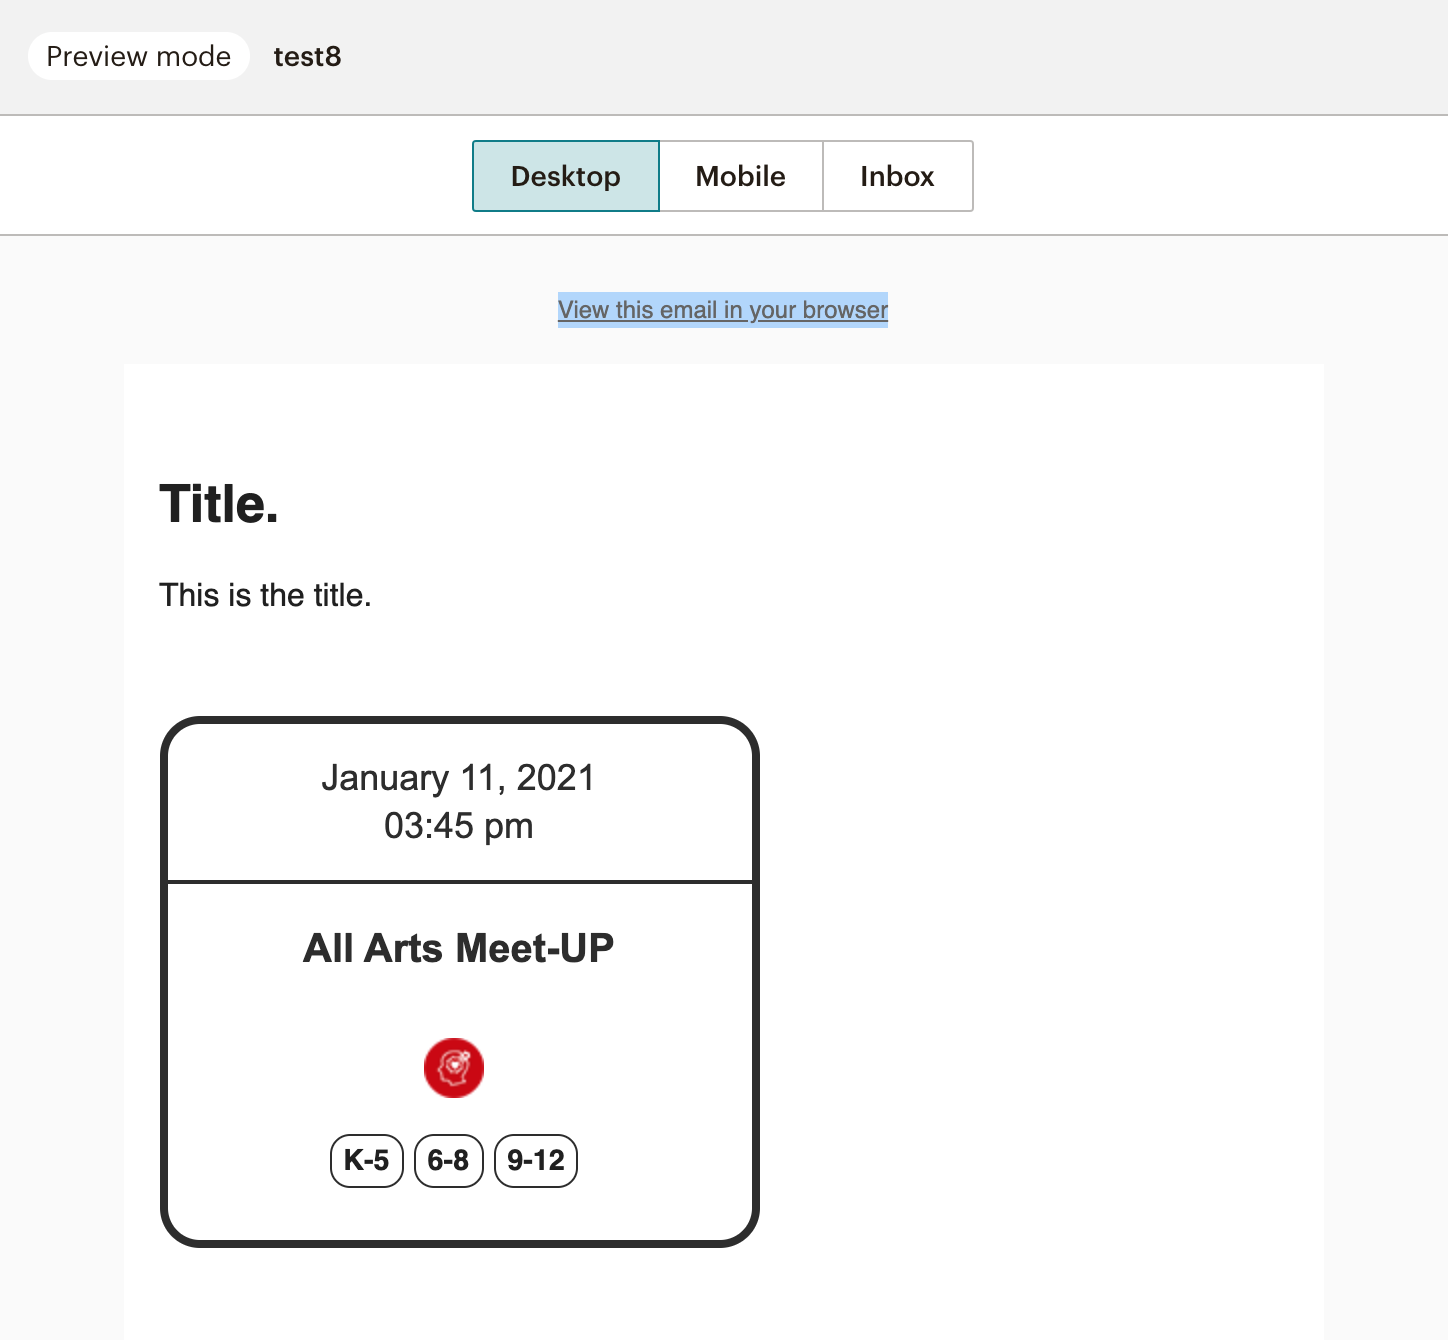 Preview mode test8
Desktop Mobile Inbox
View this email in your browser
Title.
This is the title.
January 11, 2021
03:45 pm
All Arts Meet-UP
K-5 6-8 9-12